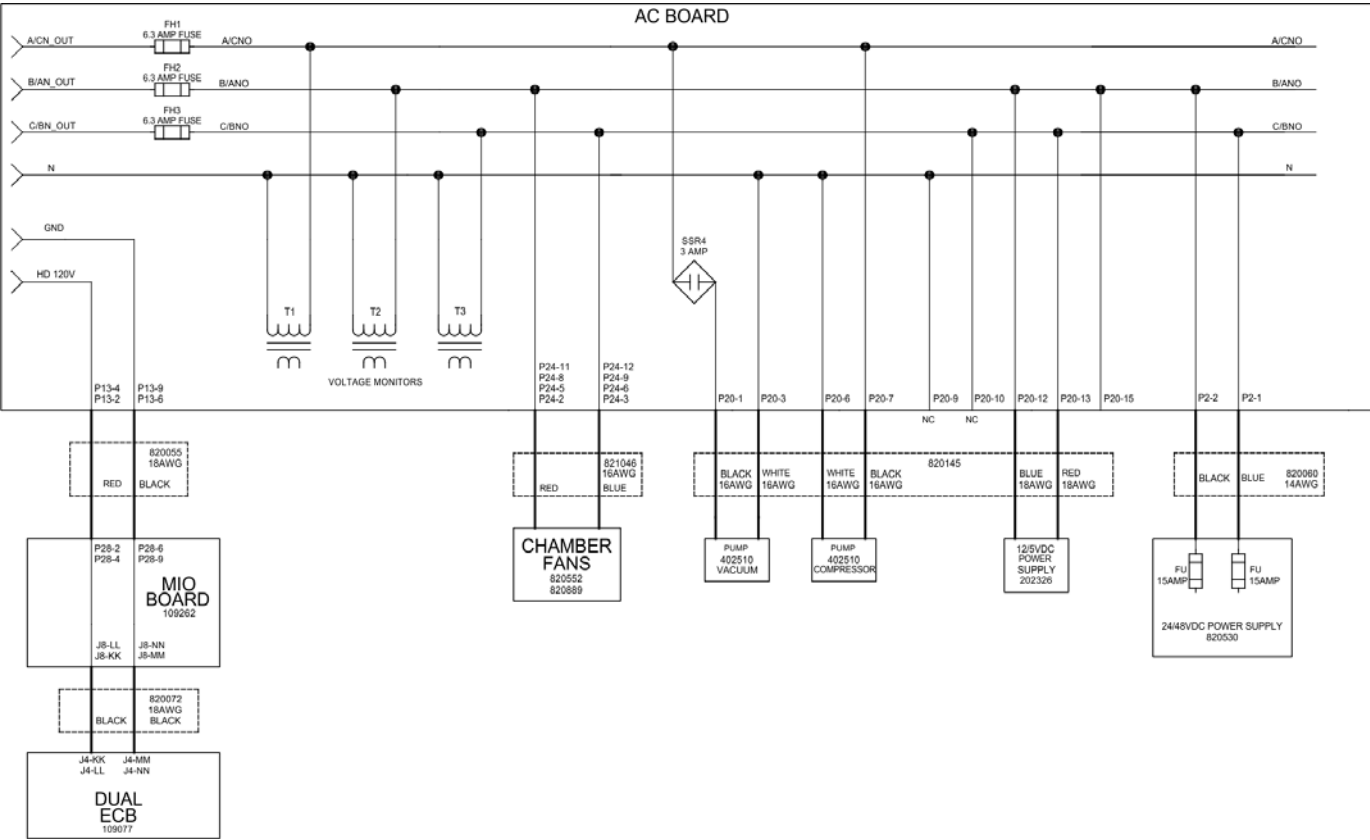 AC BOARD
FH1
6.3 AMP FUSE
A/CN_OUT
A/CNO
A/CNO
FH2
6.3 AMP FUSE
B/AN_OUT
B/ANO
B/ANO
FH3
6.3 AMP FUSE
C/BN_OUT
C/BNO
C/BNO
N
N
GND
HD 120V
SSR4
3 AMP
T1
T2
T3
VOLTAGE MONITORS
P13-4
P13-2
P13-9
P13-6
P24-11
P24-8
P24-5
P24-2
P24-12
P24-9
P24-6
P24-3
P20-1
P20-3
P20-6
P20-7
P20-9
P20-10
P20-12
P20-13
P20-15
P2-2
P2-1
NC
NC
820055
18AWG
RED
BLACK
821046
16AWG
RED
BLUE
820145
BLACK
16AWG
WHITE
16AWG
WHITE
16AWG
BLACK
16AWG
BLUE
18AWG
RED
18AWG
BLACK
BLUE
820060
14AWG
P28-2
P28-4
P28-6
P28-9
MIO
BOARD
109262
J8-LL
J8-KK
J8-NN
J8-MM
CHAMBER
FANS
820552
820889
PUMP
402510
VACUUM
PUMP
402510
COMPRESSOR
12/5VDC
POWER
SUPPLY
202326
FU
15AMP
FU
15AMP
24/48VDC POWER SUPPLY
820530
820072
18AWG
BLACK
BLACK
J4-KK
J4-LL
J4-MM
J4-NN
DUAL
ECB
109077